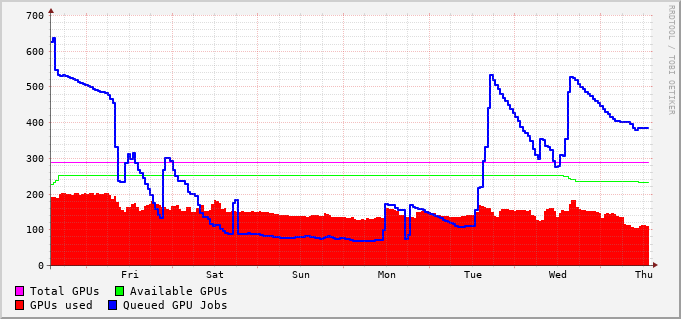 700
600
500
400
300
200
100
0
Fri Sat Sun Mon Tue Wed Thu
Total GPUs Available GPUs
GPUs used Queued GPU Jobs
RRDTOOL / TOBI OETIKER